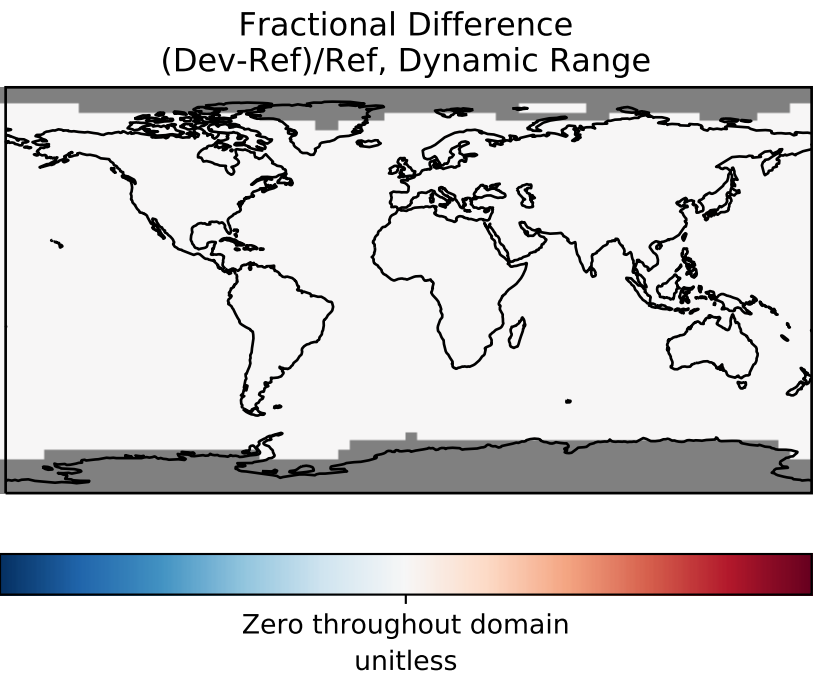 Fractional Difference
(Dev-Ref)/Ref, Dynamic Range
Zero throughout domain
unitless